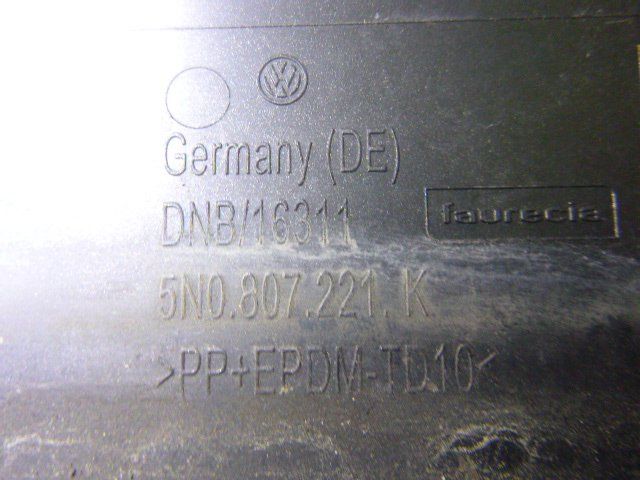 Germany (DE)
DNB/16311
faurecia
5N0.807.221. K
>PP+EPDM-TD10<